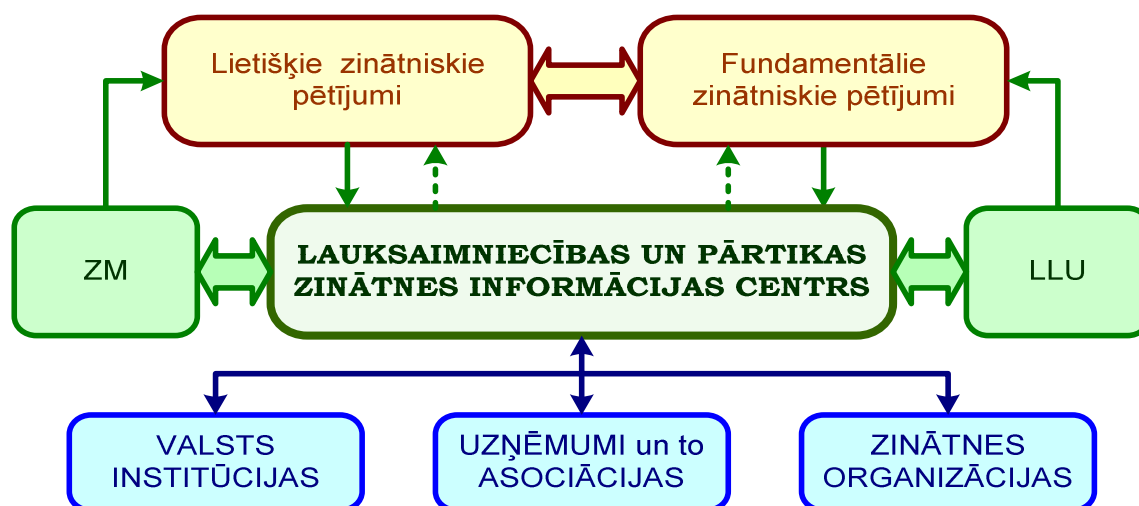 Lietišķie zinātniskie
pētījumi
Fundamentālie
zinātniskie pētījumi
ZM
LAUKSAIMNIECĪBAS UN PĀRTIKAS
ZINĀTNES INFORMĀCIJAS CENTRS
LLU
VALSTS
INSTITŪCIJAS
UZŅĒMUMI un to
ASOCIĀCIJAS
ZINĀTNES
ORGANIZĀCIJAS